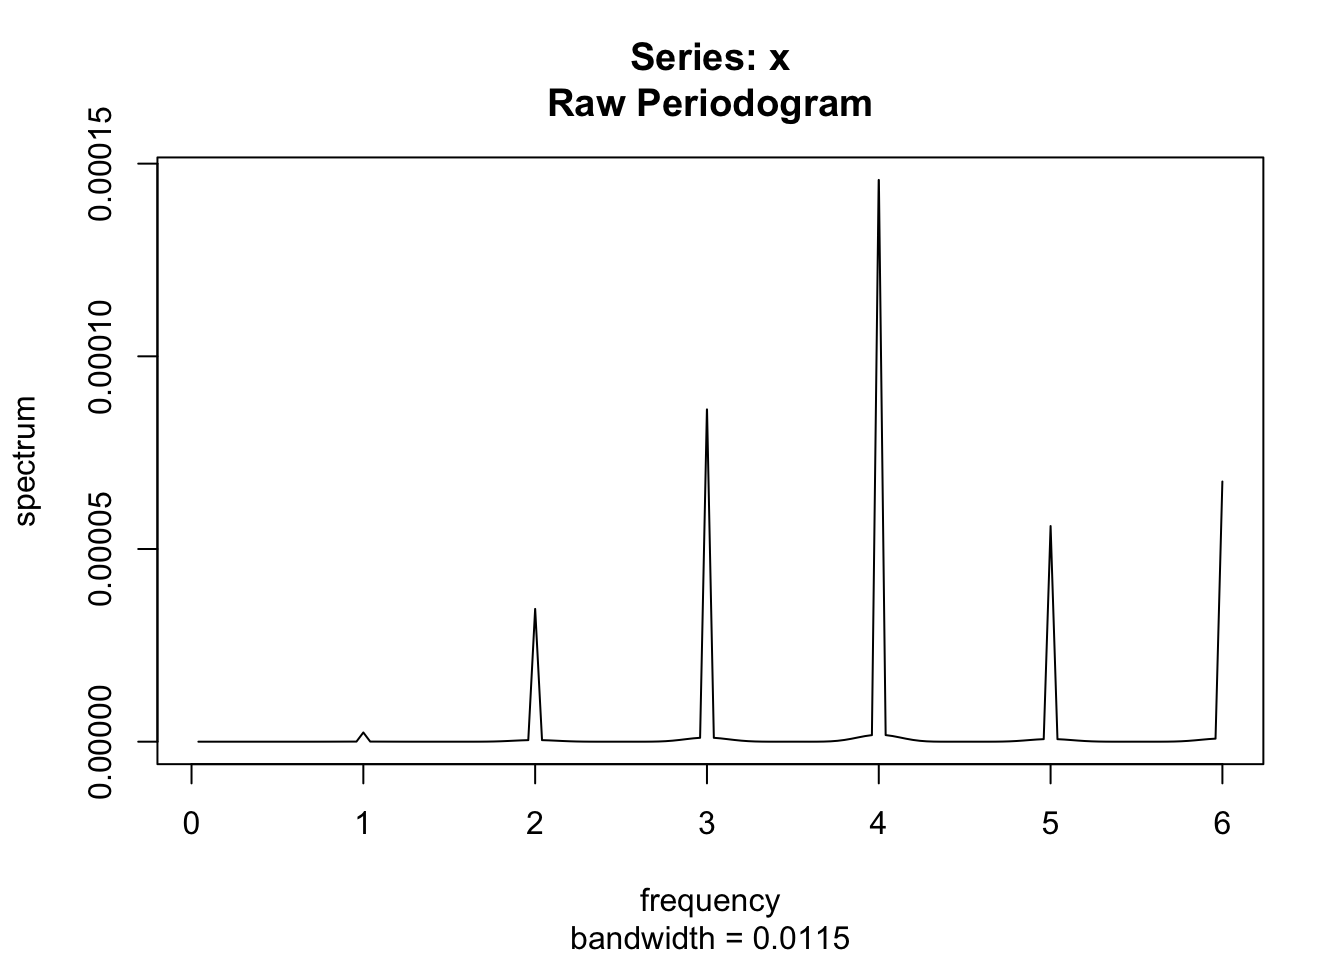 Series: x
Raw Periodogram
spectrum
0.00015
0.00010
0.00005
0.00000
0 1 2 3 4 5 6
frequency
bandwidth = 0.0115